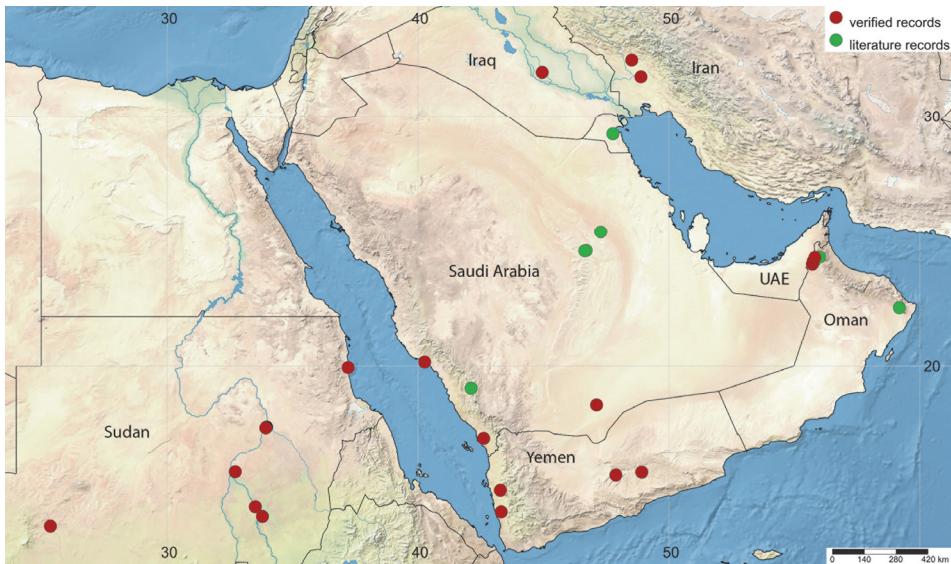 30
40
50
verified records
literature records
Iraq
Iran
30
Saudi Arabia
UAE
Oman
20
Sudan
Yemen
30
40
50
0 140 280 420 km